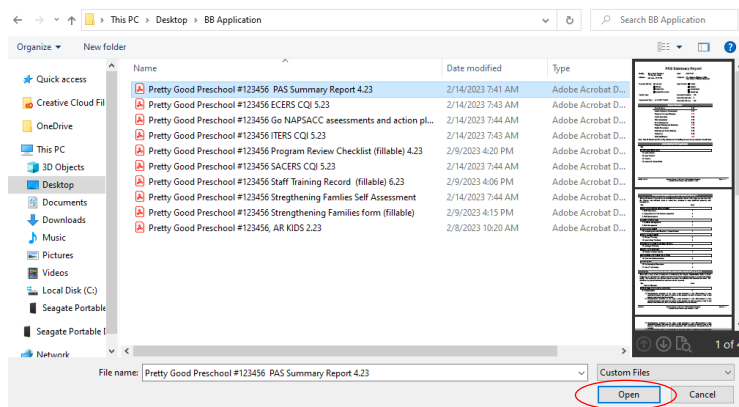 This PC > Desktop > BB Application
Search BB Application
Organize
New folder
Name
Date modified
Type
Quick access
Creative Cloud Fil
OneDrive
This PC
3D Objects
Desktop
Documents
Downloads
Music
Pictures
Videos
Local Disk (C:)
Seagate Portable
Seagate Portable D
Network
Pretty Good Preschool #123456 PAS Summary Report 4.23 2/14/2023 7:41 AM Adobe Acrobat D...
Pretty Good Preschool #123456 ECERS CQI 5.23 2/14/2023 7:43 AM Adobe Acrobat D...
Pretty Good Preschool #123456 Go NAPSACC assessments and action pl... 2/14/2023 7:44 AM Adobe Acrobat D...
Pretty Good Preschool #123456 ITERS CQI 5.23 2/14/2023 7:43 AM Adobe Acrobat D...
Pretty Good Preschool #123456 Program Review Checklist (fillable) 4.23 2/9/2023 4:20 PM Adobe Acrobat D...
Pretty Good Preschool #123456 SACERS CQI 5.23 2/14/2023 7:44 AM Adobe Acrobat D...
Pretty Good Preschool #123456 Staff Training Record (fillable) 6.23 2/9/2023 4:06 PM Adobe Acrobat D...
Pretty Good Preschool #123456 Stregthening Famlies Self Assessment 2/14/2023 7:44 AM Adobe Acrobat D...
Pretty Good Preschool #123456 Strengthening Families form (fillable) 2/9/2023 4:15 PM Adobe Acrobat D...
Pretty Good Preschool #123456, AR KIDS 2.23 2/8/2023 10:20 AM Adobe Acrobat D...
PAS Summary Report
1 of 4
File name: Pretty Good Preschool #123456 PAS Summary Report 4.23
Custom Files
Open
Cancel